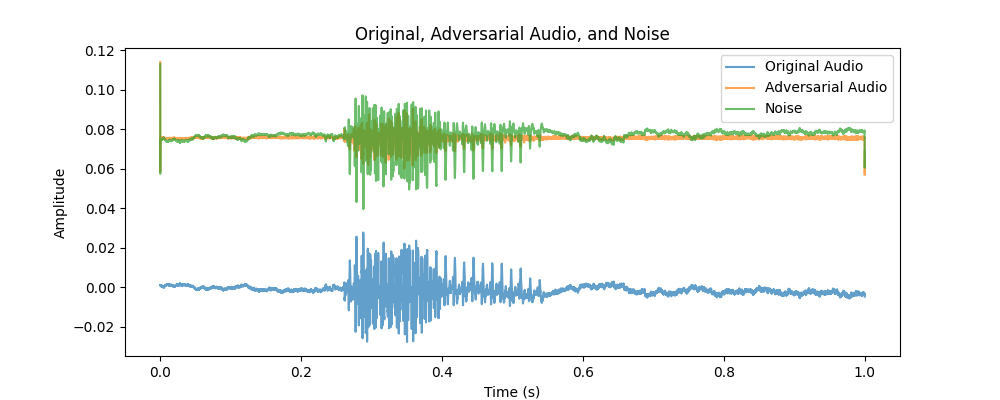 Original, Adversarial Audio, and Noise
Original Audio
Adversarial Audio
Noise
0.12
0.10
0.08
0.06
0.04
0.02
0.00
−0.02
Amplitude
0.0 0.2 0.4 0.6 0.8 1.0
Time (s)